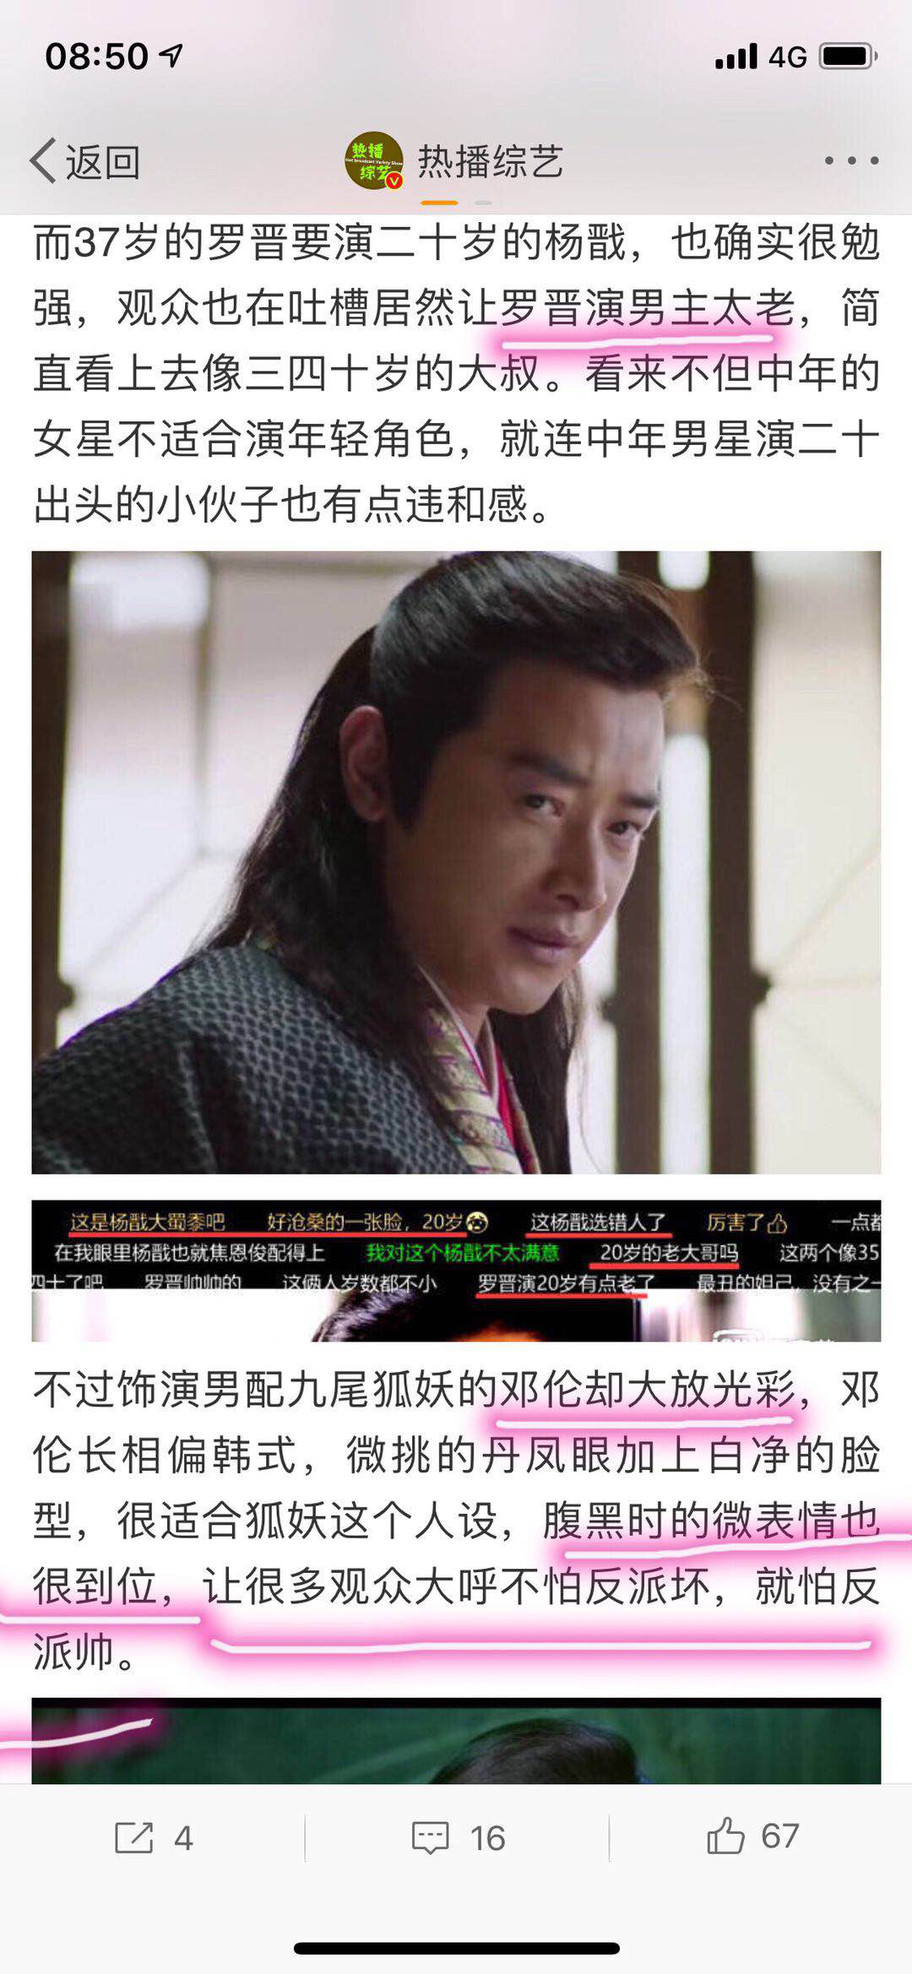 08:50
4G
返回
热播
综艺
热播综艺
而37岁的罗晋要演二十岁的杨戬，也确实很勉
强，观众也在吐槽居然让罗晋演男主太老，简
直看上去像三四十岁的大叔。看来不但中年的
女星不适合演年轻角色，就连中年男星演二十
出头的小伙子也有点违和感。
这是杨戬大蜀黍吧 好沧桑的一张脸，20岁 这杨戬选错人了 厉害了 一点都
在我眼里杨戬也就焦恩俊配得上 我对这个杨戬不太满意 20岁的老大哥吗 这两个像35
四十了吧 罗晋帅帅的 这俩人岁数都不小 罗晋演20岁有点老了 最丑的妲己，没有之一
不过饰演男配九尾狐妖的邓伦却大放光彩，邓
伦长相偏韩式，微挑的丹凤眼加上白净的脸
型，很适合狐妖这个人设，腹黑时的微表情也
很到位，让很多观众大呼不怕反派坏，就怕反
派帅。
4
16
67